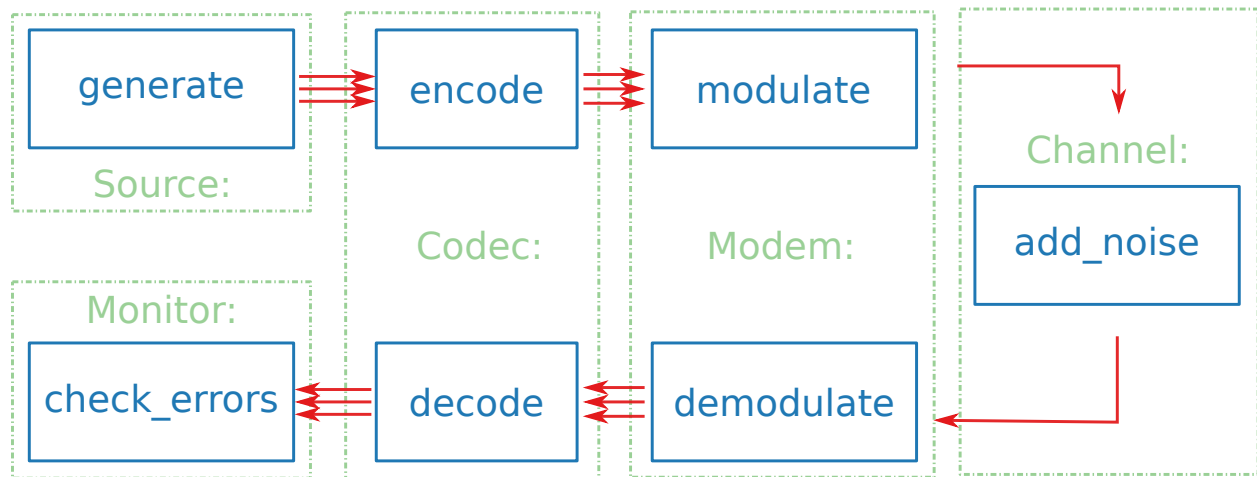 generate
encode
modulate
Source:
Channel:
Codec:
Modem:
add_noise
Monitor:
check_errors
decode
demodulate